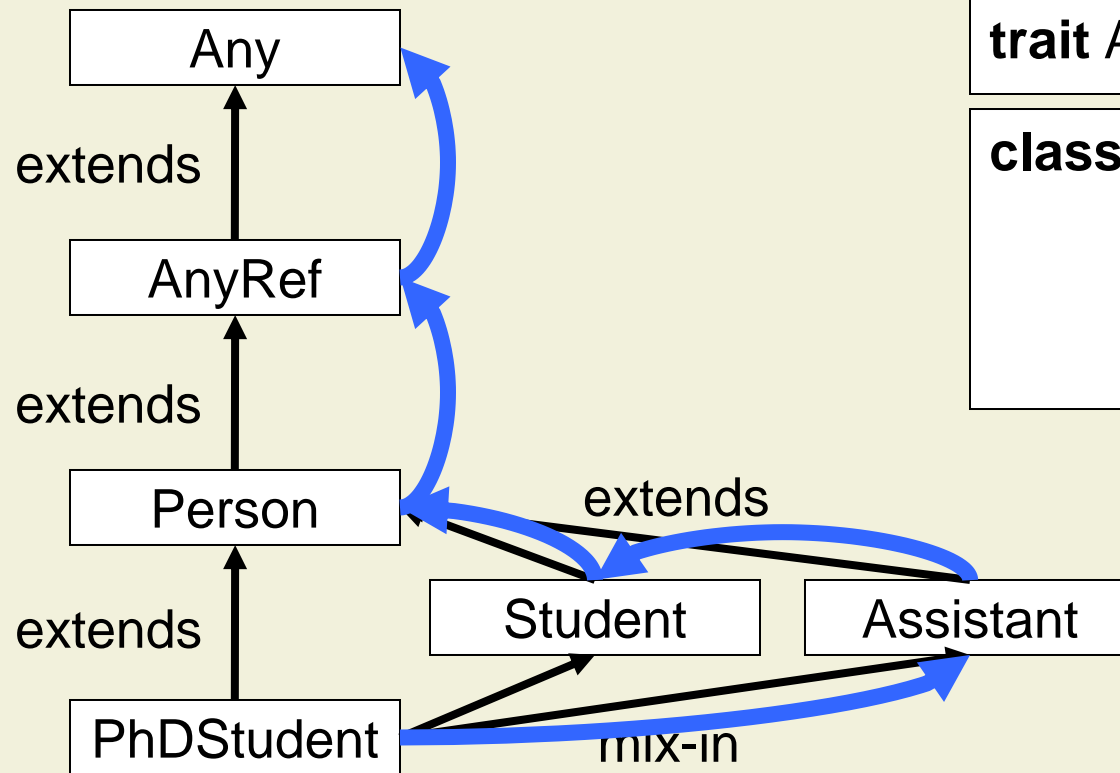 Any
trait
class
extends
AnyRef
extends
Person
extends
Student
Assistant
extends
PhDStudent
mix-in